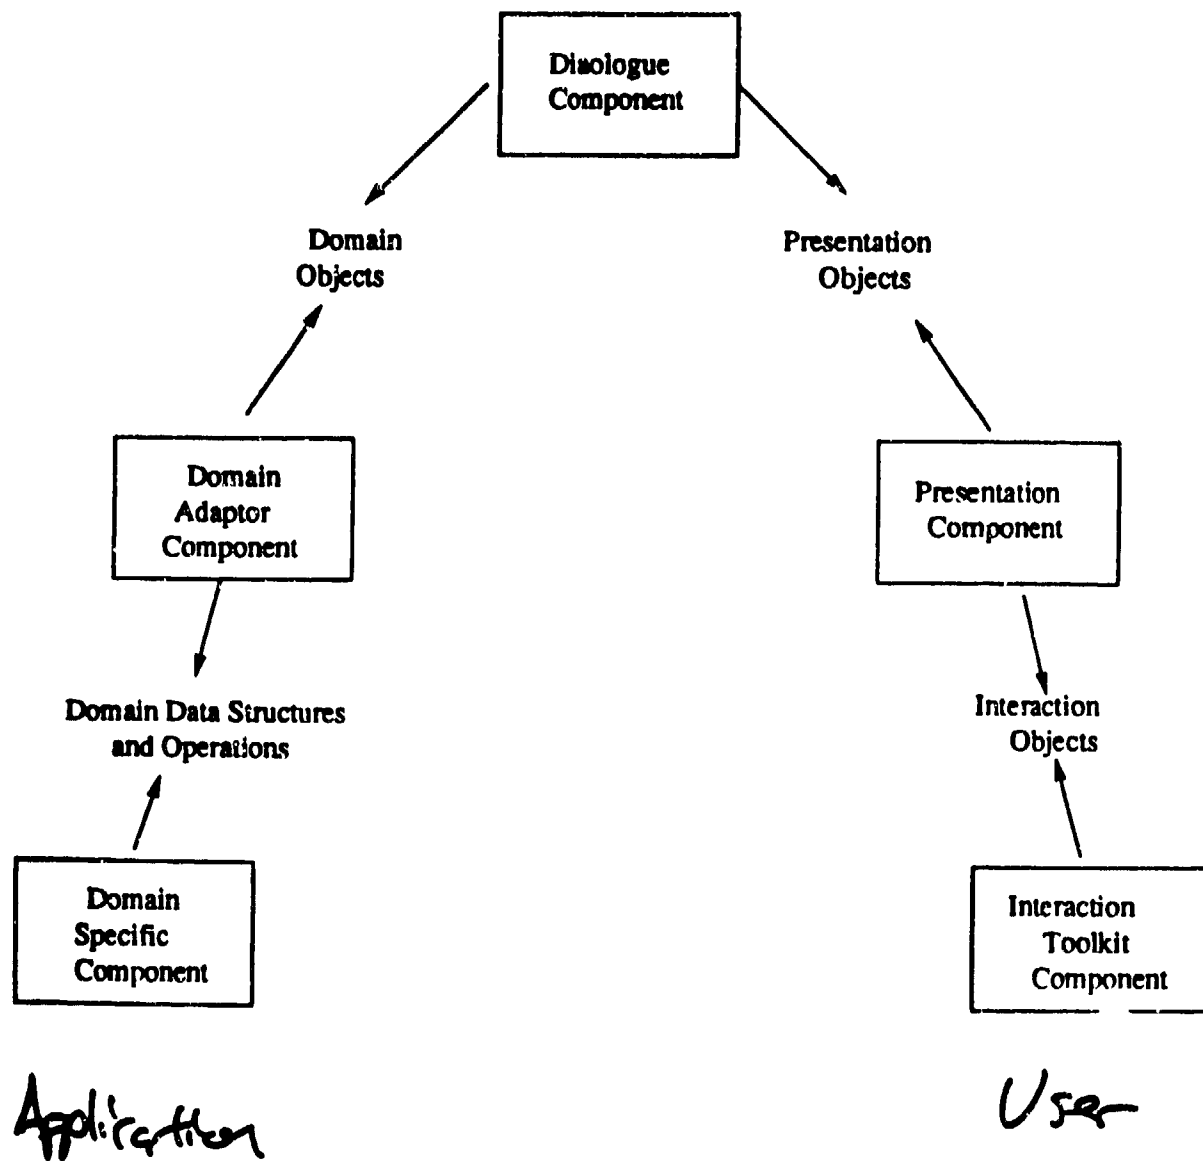 Diaologue
Component
Domain
Objects
Presentation
Objects
Domain
Adaptor
Component
Presentation
Component
Domain Data Structures
and Operations
Interaction
Objects
Domain
Specific
Component
Interaction
Toolkit
Component
Application
User